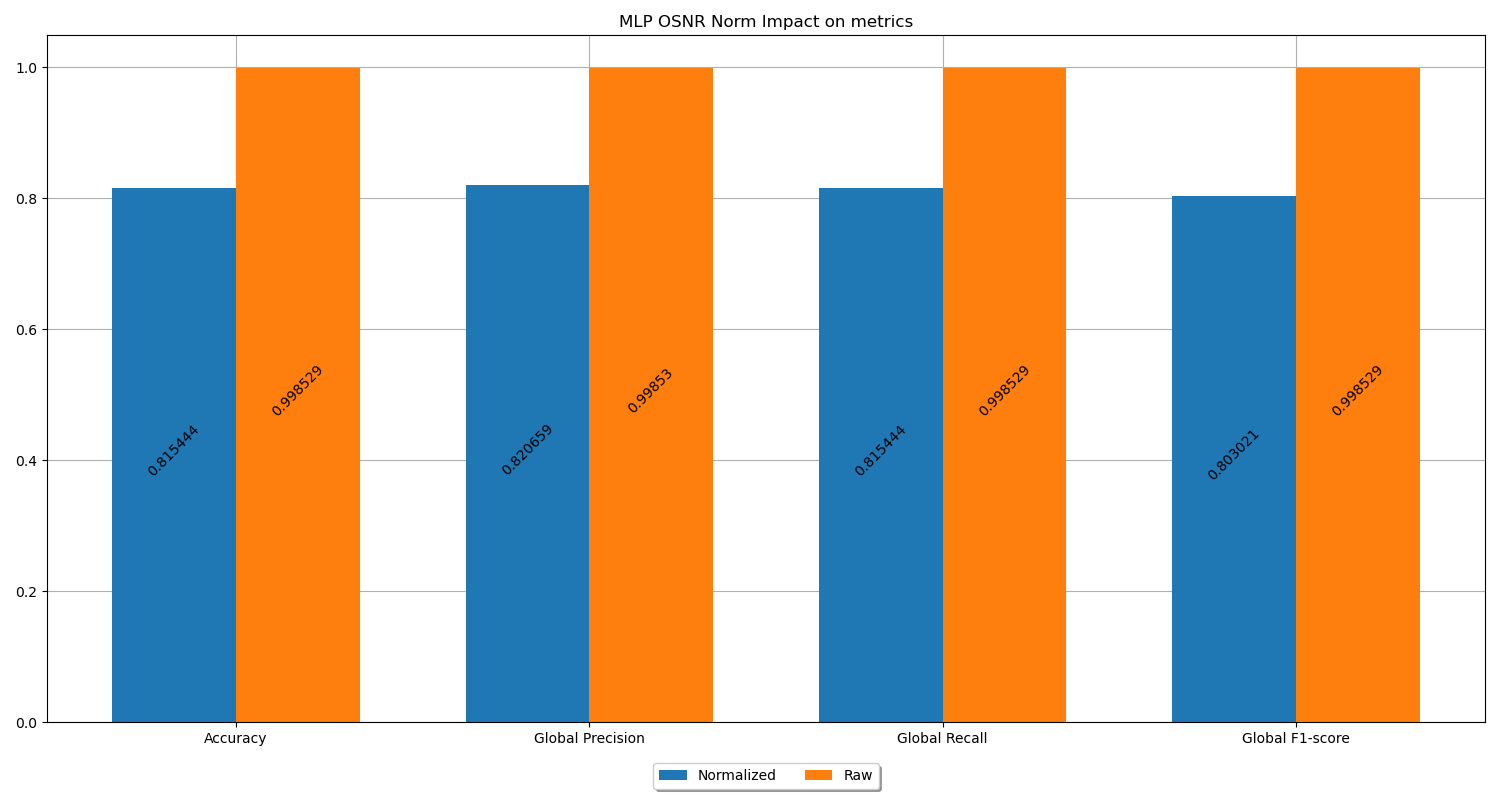 MLP OSNR Norm Impact on metrics
1.0
0.8
0.6
0.4
0.2
0.0
0.815444
0.998529
0.820659
0.99853
0.815444
0.998529
0.803021
0.998529
Accuracy
Global Precision
Global Recall
Global F1-score
Normalized
Raw